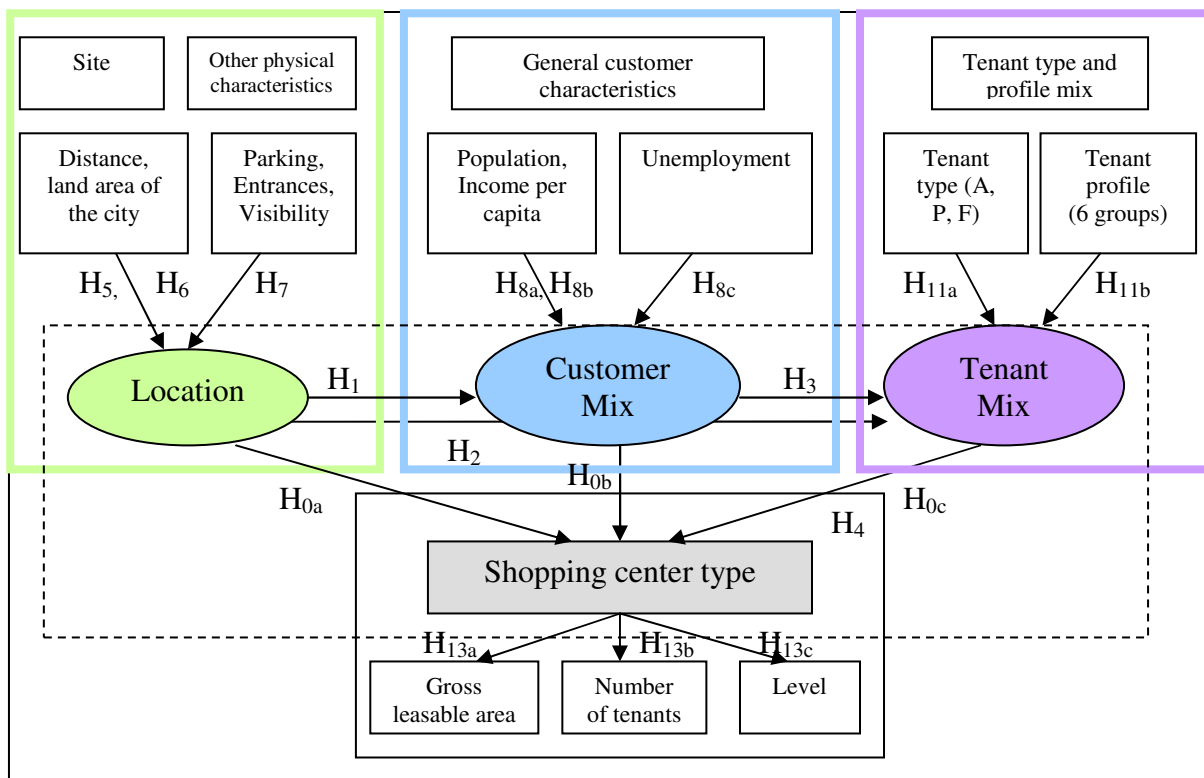 Site
Other physical
characteristics
General customer
characteristics
Tenant type and
profile mix
Distance,
land area of
the city
Parking,
Entrances,
Visibility
Population,
Income per
capita
Unemployment
Tenant
type (A,
P, F)
Tenant
profile
(6 groups)
H5,
H6
H7
H8a, H8b
H8c
H11a
H11b
Location
H1
Customer
Mix
H3
Tenant
Mix
H2
H0a
H0b
H0c
H4
Shopping center type
H13a
H13b
H13c
Gross
leasable area
Number
of tenants
Level